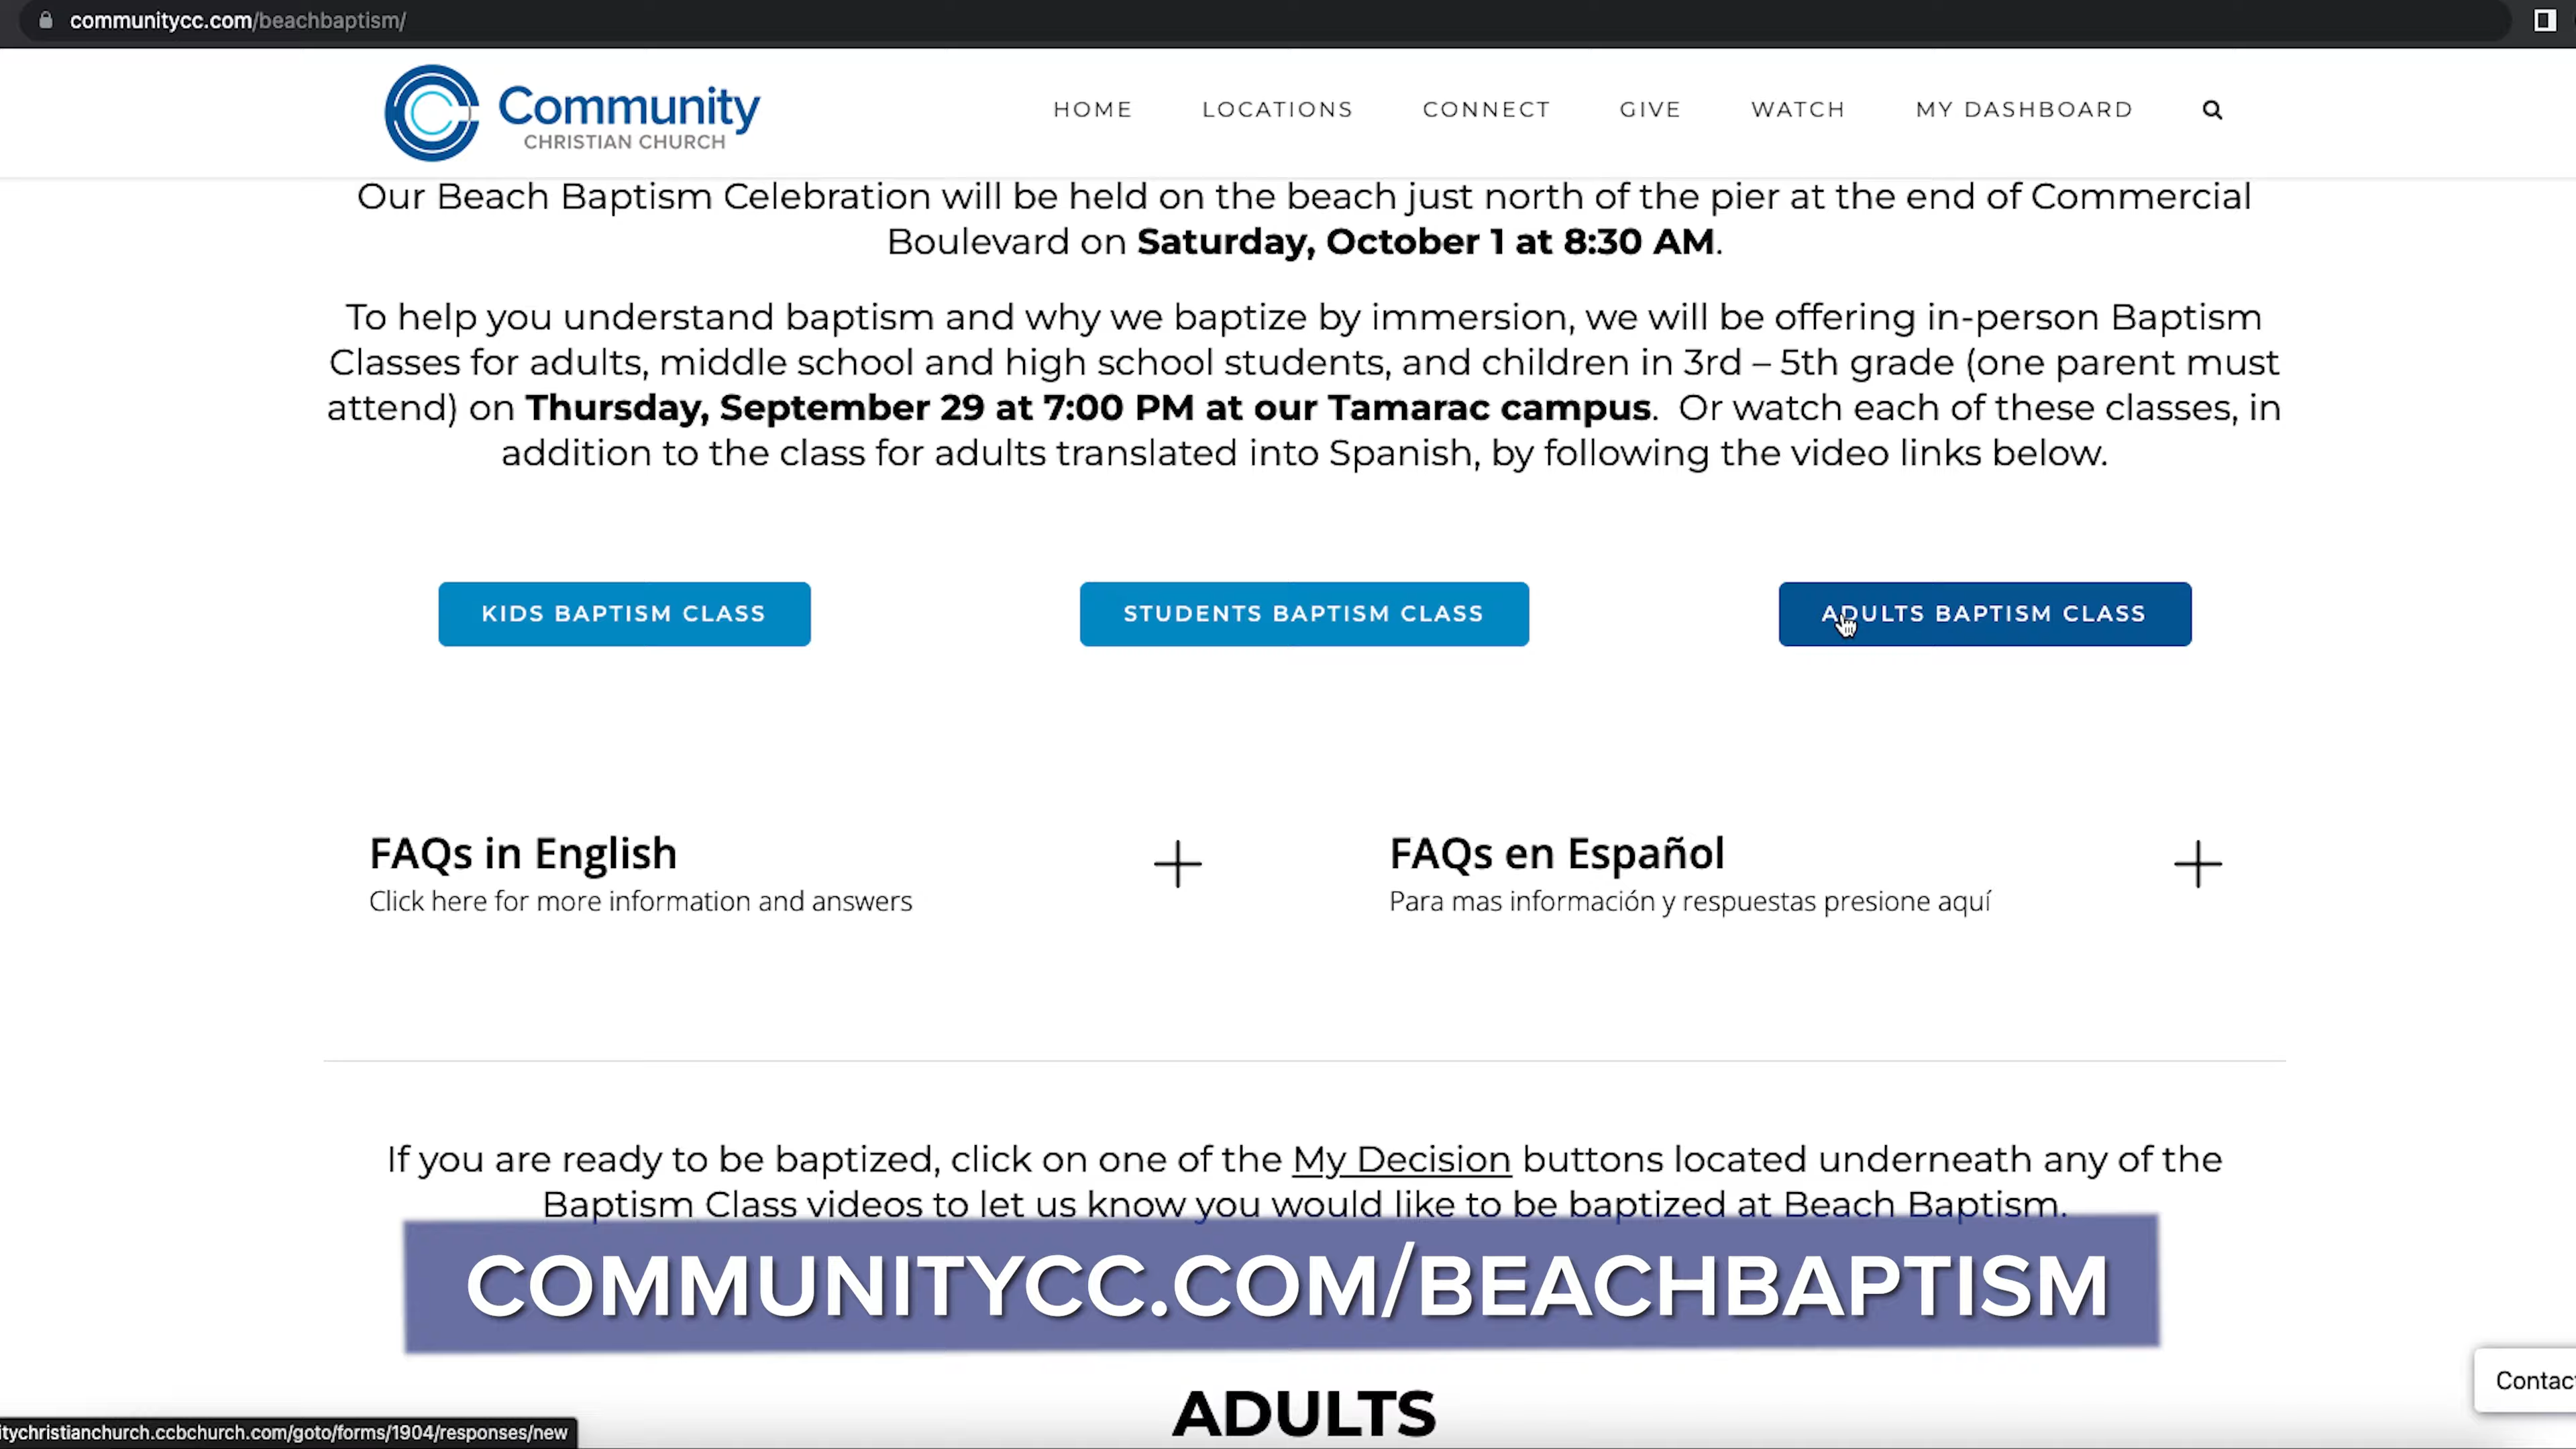 communitycc.com/beachbaptism/
Community
CHRISTIAN CHURCH
HOME LOCATIONS CONNECT GIVE WATCH MY DASHBOARD
Our Beach Baptism Celebration will be held on the beach just north of the pier at the end of Commercial
Boulevard on Saturday, October 1 at 8:30 AM.
To help you understand baptism and why we baptize by immersion, we will be offering in-person Baptism
Classes for adults, middle school and high school students, and children in 3rd – 5th grade (one parent must
attend) on Thursday, September 29 at 7:00 PM at our Tamarac campus. Or watch each of these classes, in
addition to the class for adults translated into Spanish, by following the video links below.
KIDS BAPTISM CLASS STUDENTS BAPTISM CLASS ADULTS BAPTISM CLASS
FAQs in English
Click here for more information and answers
FAQs en Español
Para mas información y respuestas presione aquí
If you are ready to be baptized, click on one of the My Decision buttons located underneath any of the
Baptism Class videos to let us know you would like to be baptized at Beach Baptism.
COMMUNITYCC.COM/BEACHBAPTISM
Contac
ADULTS
itychristianchurch.ccbchurch.com/goto/forms/1904/responses/new